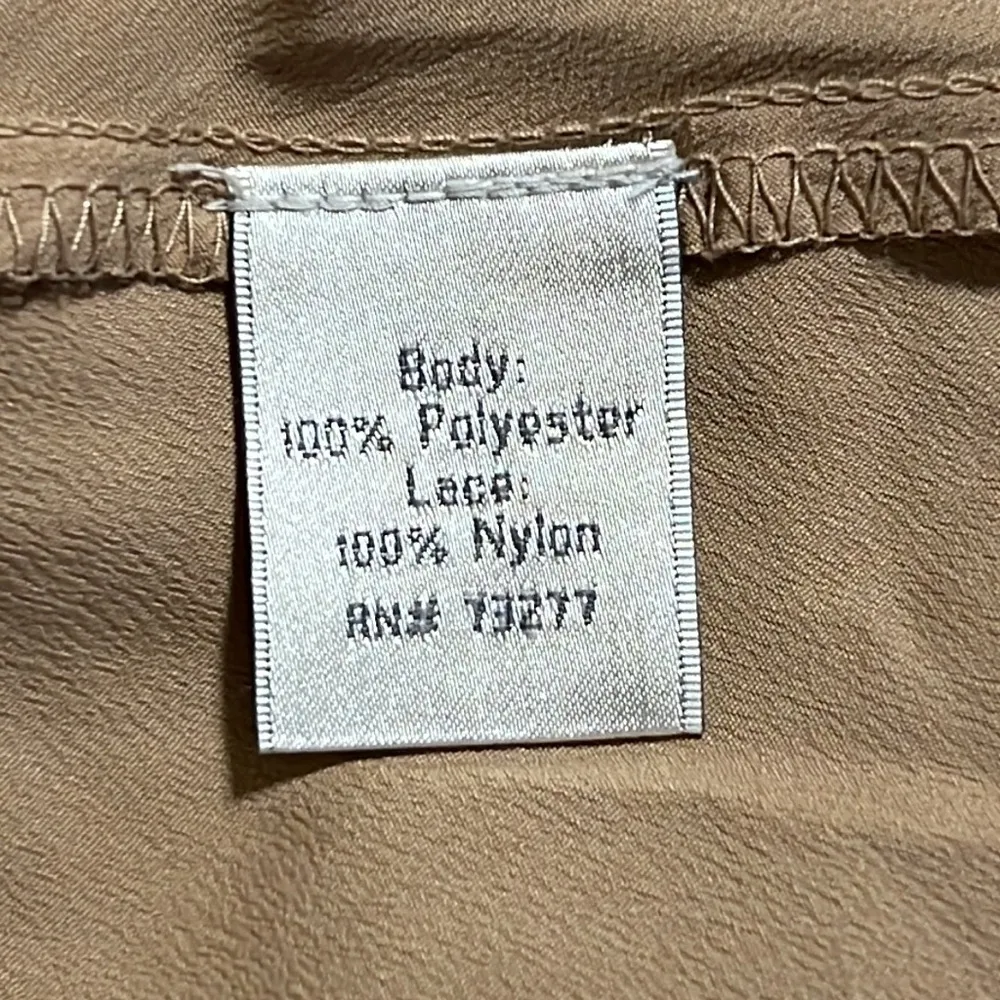 Body:
100% Polyester
Lace:
100% Nylon
RN# 73277